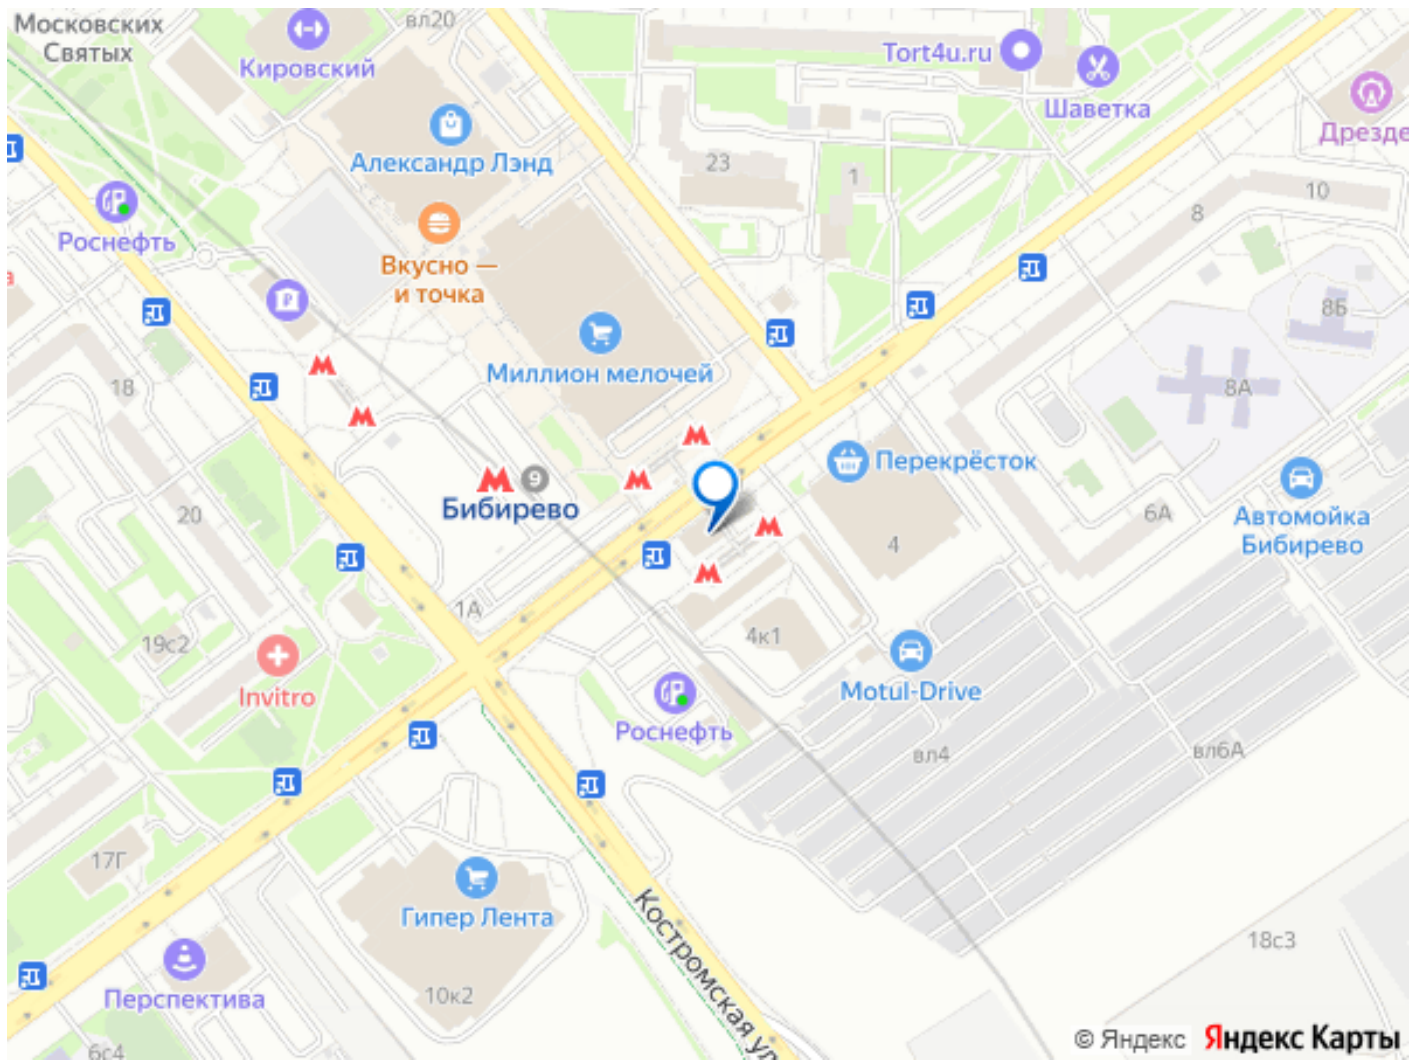 Московских
Святых
вл20
Кировский
Tort4u.ru
Шаветка
Дрезде
Александр Лэнд
23
1
10
8
Роснефть
Вкусно —
и точка
8Б
а
Миллион мелочей
18
8А
Перекрёсток
9
Бибирево
20
6А
Автомойка
Бибирево
4
1А
4к1
19с2
Invitro
Motul-Drive
Роснефть
вл4
вл6А
17Г
Гипер Лента
Костромская ул
18с3
Перспектива
10к2
6с4
© Яндекс Яндекс Карты